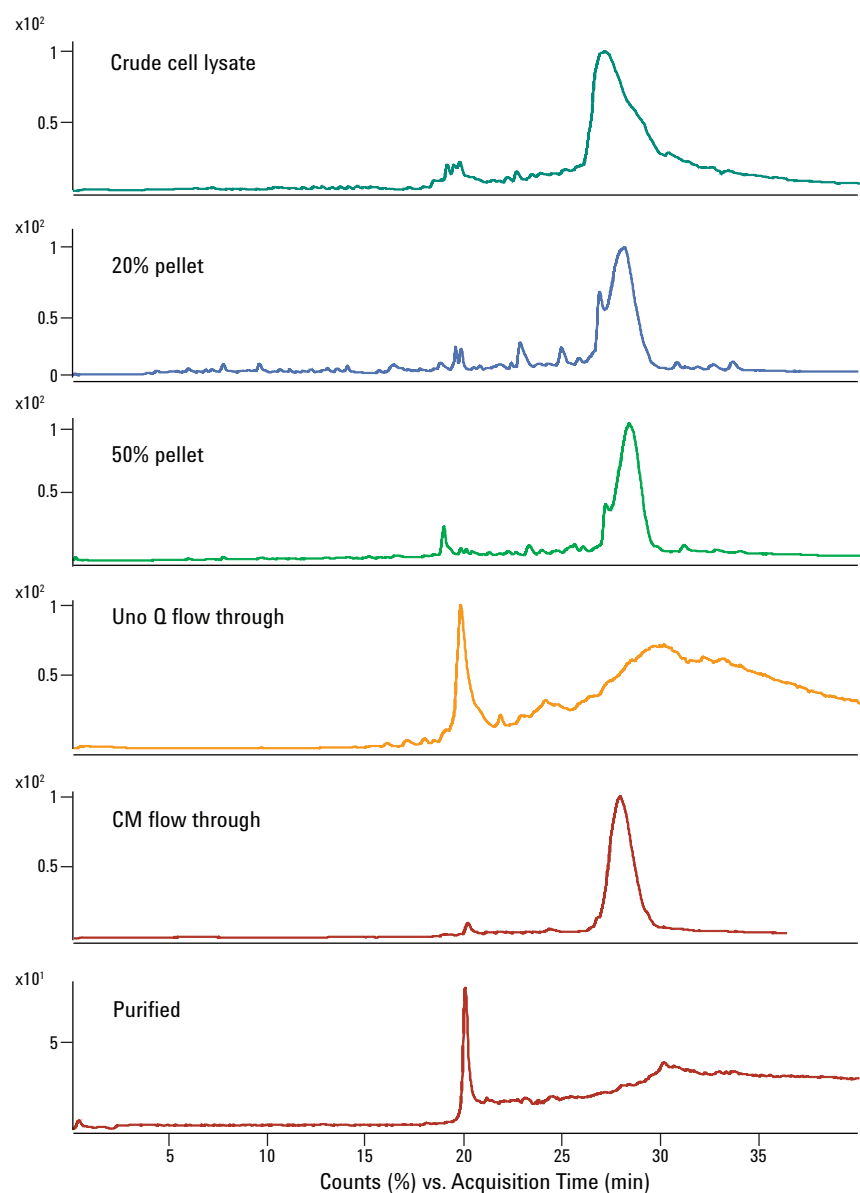 x10²
1
Crude cell lysate
0.5
x10²
1
20% pellet
0.5
0
x10²
1
50% pellet
0.5
x10²
1
Uno Q flow through
0.5
x10²
1
CM flow through
0.5
x10¹
Purified
5
5 10 15 20 25 30 35
Counts (%) vs. Acquisition Time (min)